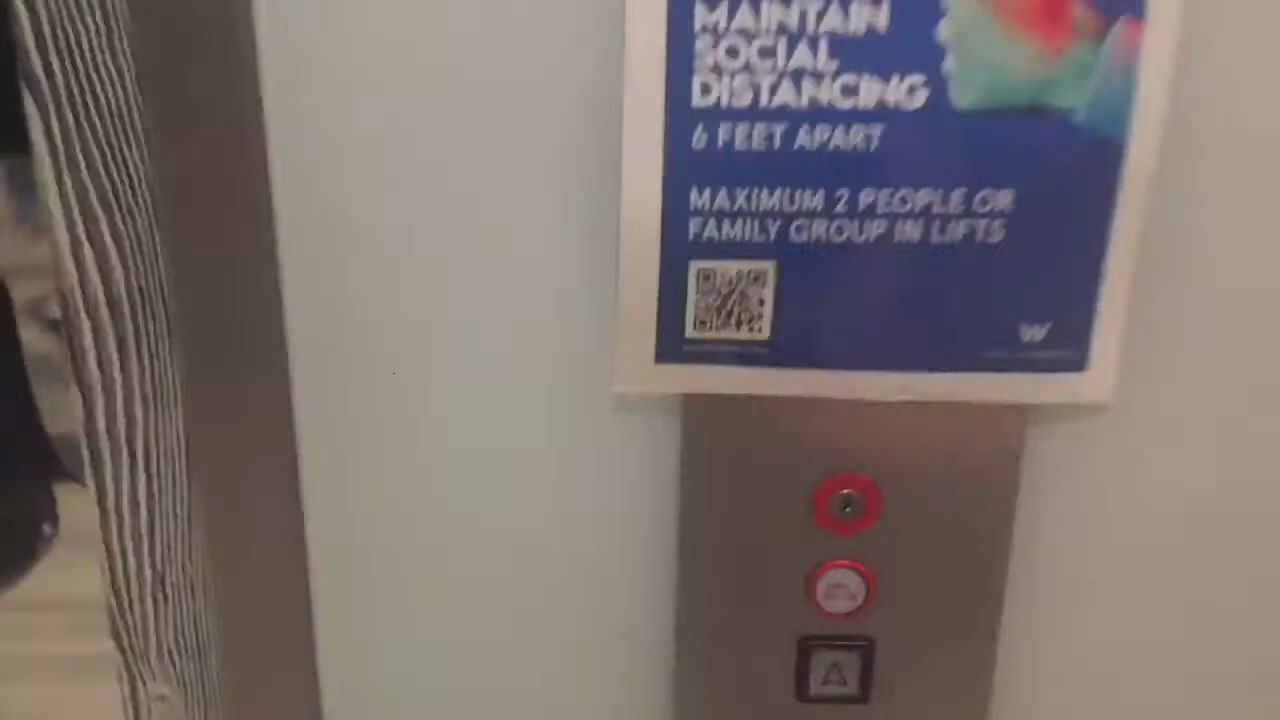 MAINTAIN
SOCIAL
DISTANCING
6 FEET APART
MAXIMUM 2 PEOPLE OR
FAMILY GROUP IN LIFTS
W